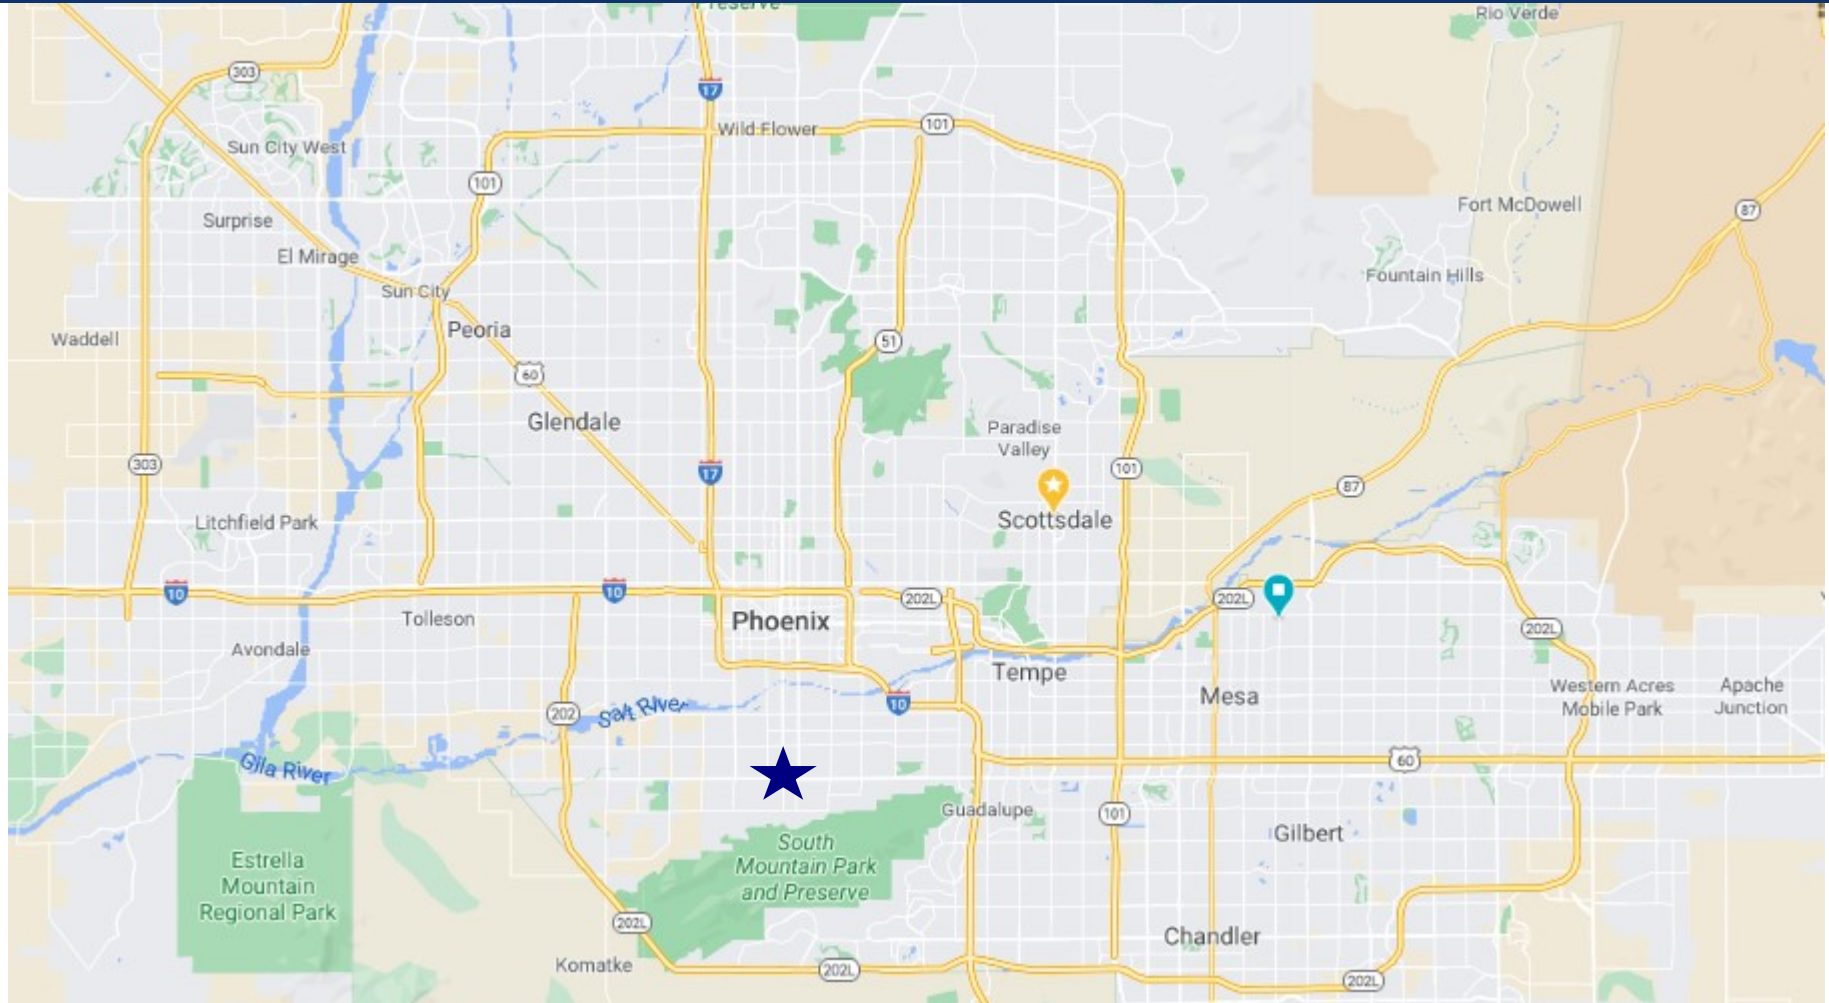 Preserve
Rio Verde
303
17
Wild Flower
101
Sun City West
101
Fort McDowell
87
Surprise
El Mirage
Fountain Hills
Sun City
Peoria
Waddell
51
60
Glendale
Paradise
Valley
303
17
101
87
Litchfield Park
Scottsdale
10
10
202L
202L
Tolleson
Phoenix
202L
Avondale
Tempe
Mesa
Western Acres
Mobile Park
Apache
Junction
202
Salt River
10
Gila River
60
Guadalupe
101
Gilbert
South
Mountain Park
and Preserve
Estrella
Mountain
Regional Park
202L
Chandler
Komatke
202L
202L